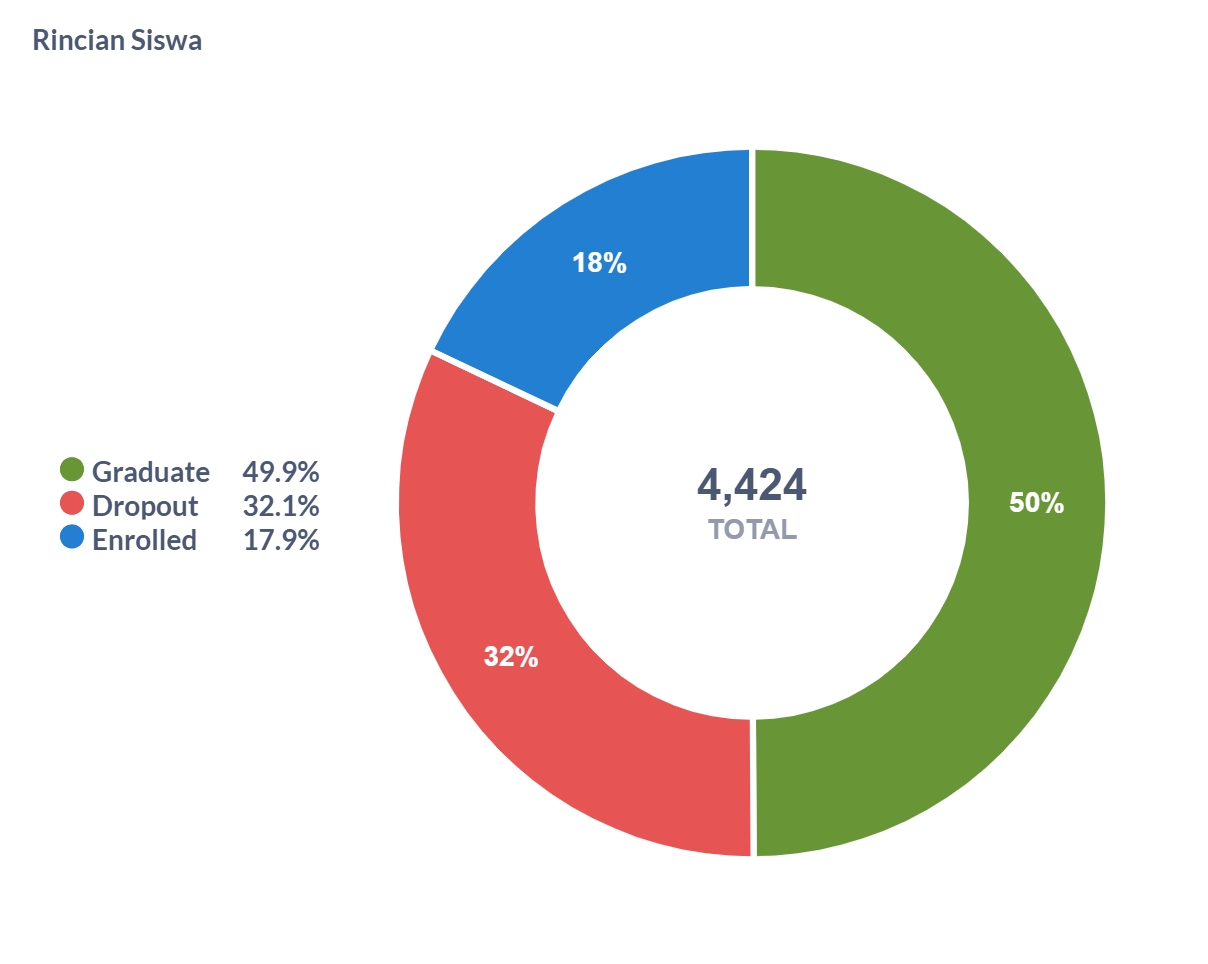 Rincian Siswa
18%
Graduate 49.9%
Dropout 32.1%
Enrolled 17.9%
4,424
TOTAL
50%
32%